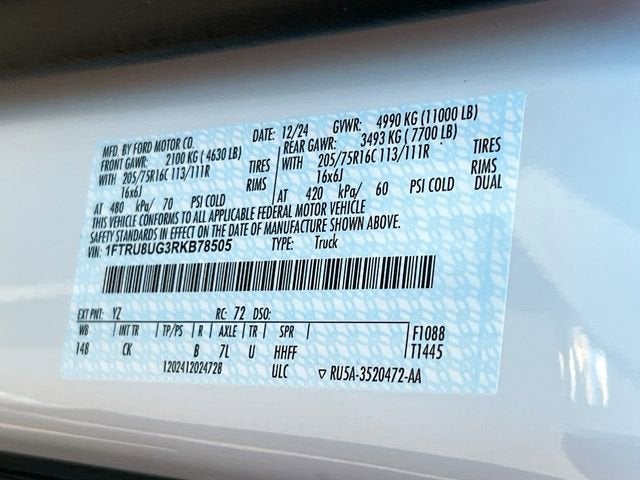 MFD. BY FORD MOTOR CO.
DATE: 12/24 GVWR: 4990 KG (11000 LB)
FRONT GAWR: 2100 KG ( 4630 LB)
REAR GAWR: 3493 KG ( 7700 LB)
WITH 205/75R16C 113/111R TIRES
WITH 205/75R16C 113/111R TIRES
16x6J RIMS
16x6J RIMS
AT 480 kPa/ 70 PSI COLD
AT 420 kPa/ 60 PSI COLD DUAL
THIS VEHICLE CONFORMS TO ALL APPLICABLE FEDERAL MOTOR VEHICLE
SAFETY STANDARDS IN EFFECT ON THE DATE OF MANUFACTURE SHOWN ABOVE.
VIN: 1FTRU8UG3RKB78505 TYPE: Truck
EXT PNT: YZ RC: 72 DSO:
WB INT TR TP/PS R AXLE TR SPR F1088
148 CK B 7L U HHFF T1445
120241202472B ULC ▽ RU5A-3520472-AA